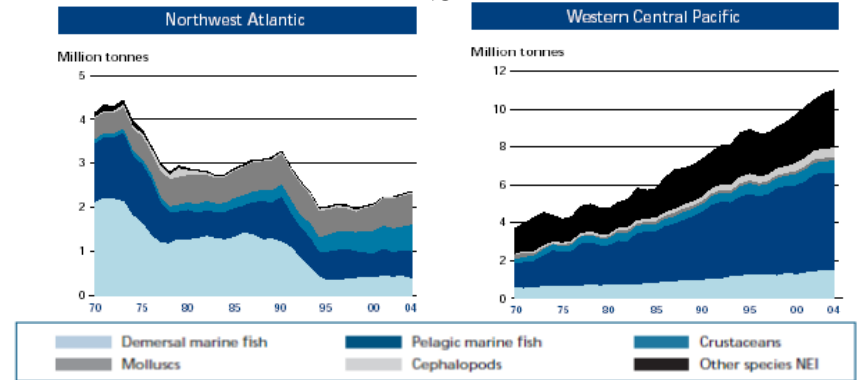 Northwest Atlantic
Million tonnes
5
4
3
2
1
0
70 75 80 85 90 95 00 04
Western Central Pacific
Million tonnes
12
10
8
6
4
2
0
70 75 80 85 90 95 00 04
Demersal marine fish Pelagic marine fish Crustaceans
Molluscs Cephalopods Other species NEI